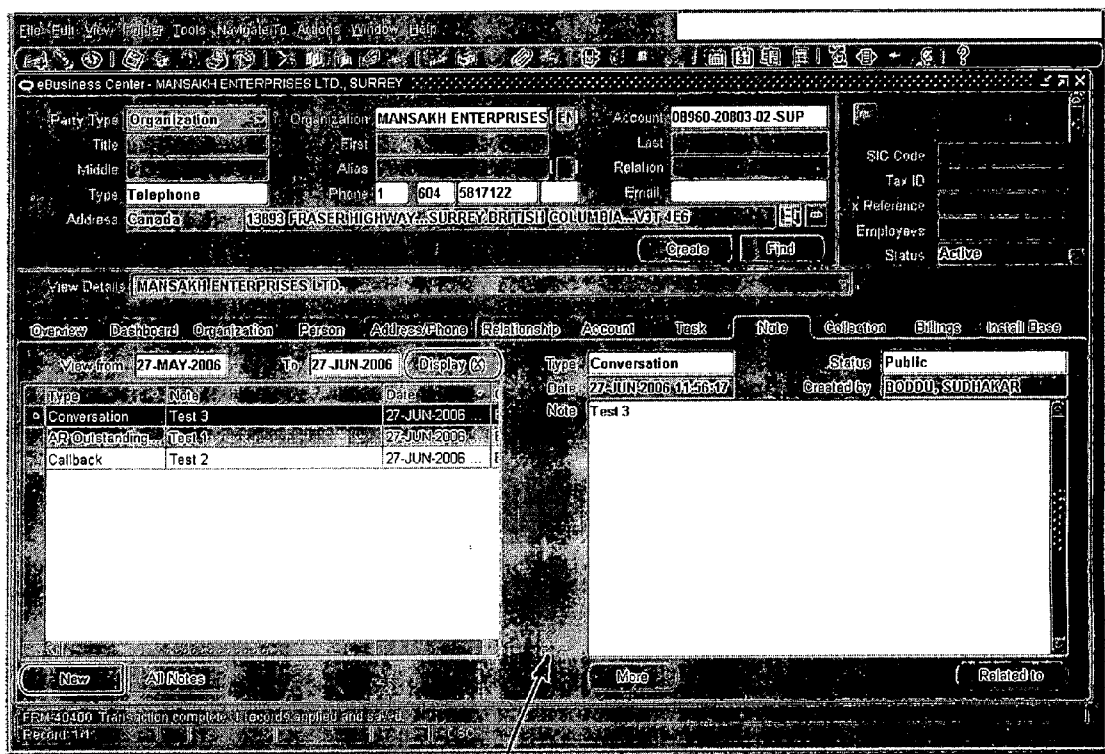 File Edit View Folder Tools Navigate To Actions Window Help
eBusiness Center - MANSAKH ENTERPRISES LTD., SURREY
Party Type Organization Organization MANSAKH ENTERPRISES EN Account 08960-20803-02-SUP
Title First Last
Middle Alias Relation
Type Telephone Phone 1 604 5817122 Email
Address Canada 13893 FRASER HIGHWAY...SURREY.BRITISH COLUMBIA...V3T 4E6
Create Find
SIC Code
Tax ID
x Reference
Employees
Status Active
View Details MANSAKH ENTERPRISES LTD.
Overview Dashboard Organization Person Address/Phone Relationship Account Task Note Collection Billings Install Base
View from 27-MAY-2006 To 27-JUN-2006 Display
Type Conversation Status Public
Date 27-JUN-2006 11:56:17 Created by DODDU, SUDHAKAR
Note Test 3
Type Note Date
Conversation Test 3 27-JUN-2006 ...
AR Outstanding... Test 1 27-JUN-2006 ...
Callback Test 2 27-JUN-2006 ...
New All Notes More Related to
FRM-40400: Transaction complete: 1 records applied and saved.
Record: 1/1